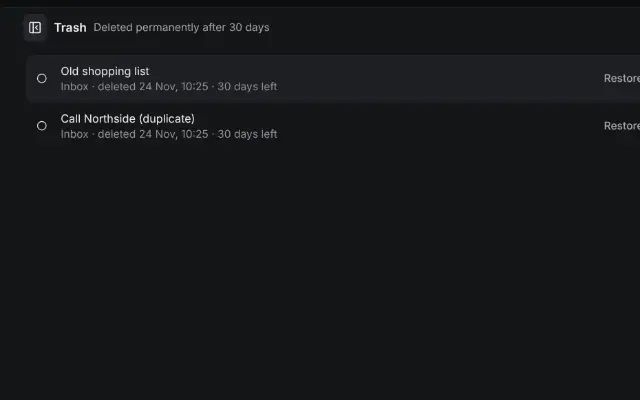 Trash Deleted permanently after 30 days
Old shopping list
Inbox · deleted 24 Nov, 10:25 · 30 days left
Restore
Call Northside (duplicate)
Inbox · deleted 24 Nov, 10:25 · 30 days left
Restore